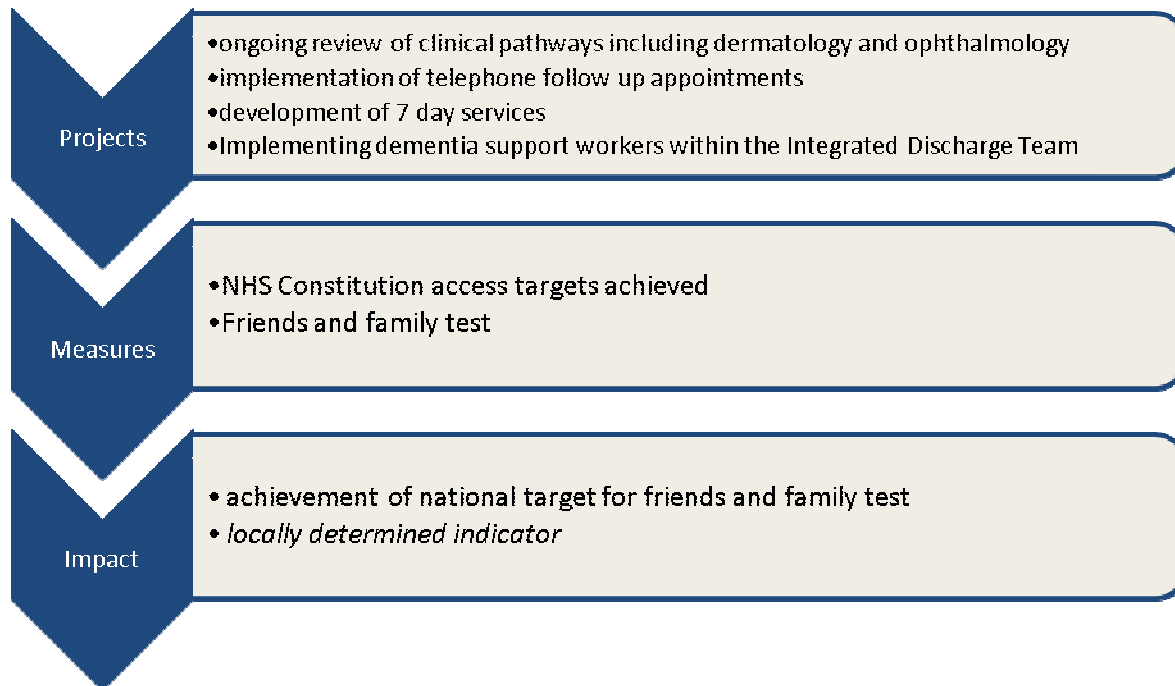 Projects
•ongoing review of clinical pathways including dermatology and ophthalmology
•implementation of telephone follow up appointments
•development of 7 day services
•Implementing dementia support workers within the Integrated Discharge Team
Measures
•NHS Constitution access targets achieved
•Friends and family test
Impact
• achievement of national target for friends and family test
• locally determined indicator